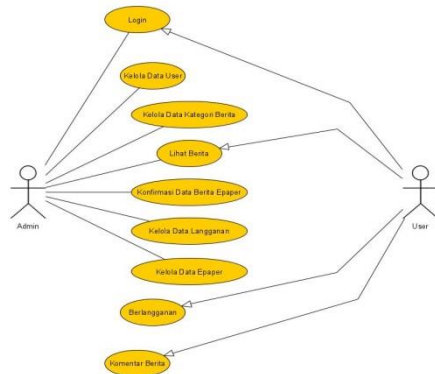 Login
Kelola Data User
Kelola Data Kategori Berita
Lihat Berita
Konfirmasi Data Berita Epaper
Admin
User
Kelola Data Langganan
Kelola Data Epaper
Berlangganan
Komentar Berita